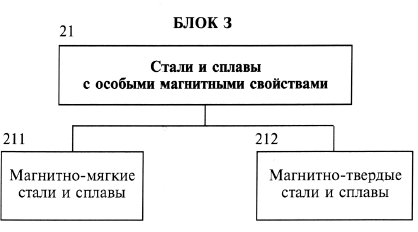 БЛОК 3
21
Стали и сплавы
с особыми магнитными свойствами
211
212
Магнитно-мягкие
стали и сплавы
Магнитно-твердые
стали и сплавы